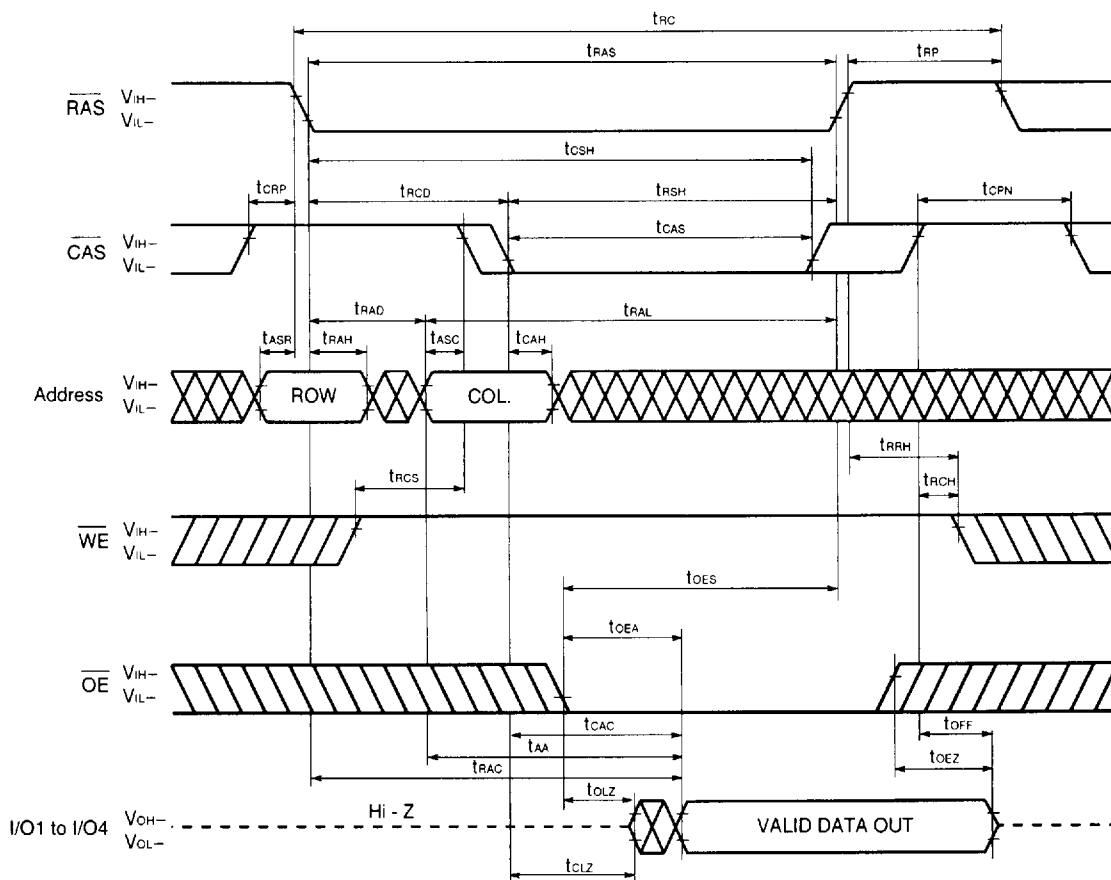 tRC
tRAS
tRP
RAS
VIH–
VIL–
tCSH
tCRP
tRCD
tRSH
tCPN
CAS
VIH–
VIL–
tCAS
tRAD
tRAL
tASR
tRAH
tASC
tCAH
Address
VIH–
VIL–
ROW
COL.
tRRH
tRCS
tRCH
WE
VIH–
VIL–
tOES
tOEA
OE
VIH–
VIL–
tCAC
tOFF
tAA
tOEZ
tRAC
tOLZ
Hi - Z
I/O1 to I/O4
VOH–
VOL–
VALID DATA OUT
tCLZ